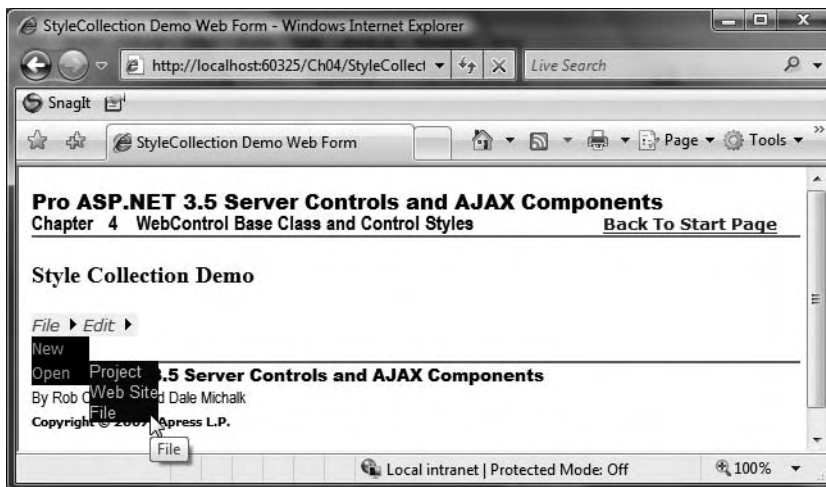 StyleCollection Demo Web Form - Windows Internet Explorer
http://localhost:60325/Ch04/StyleCollect
Live Search
SnagIt
StyleCollection Demo Web Form
Page
Tools
Pro ASP.NET 3.5 Server Controls and AJAX Components
Chapter 4 WebControl Base Class and Control Styles
Back To Start Page
Style Collection Demo
File Edit
New
Open
Project
.5 Server Controls and AJAX Components
Web Site
By Rob d Dale Michalk
File
Copyright © Apress L.P.
File
Local intranet | Protected Mode: Off
100%